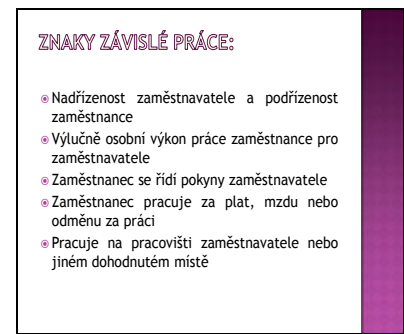 ZNAKY ZÁVISLÉ PRÁCE:
Nadřízenost zaměstnavatele a podřízenost
zaměstnance
Výlučně osobní výkon práce zaměstnance pro
zaměstnavatele
Zaměstnanec se řídí pokyny zaměstnavatele
Zaměstnanec pracuje za plat, mzdu nebo
odměnu za práci
Pracuje na pracovišti zaměstnavatele nebo
jiném dohodnutém místě